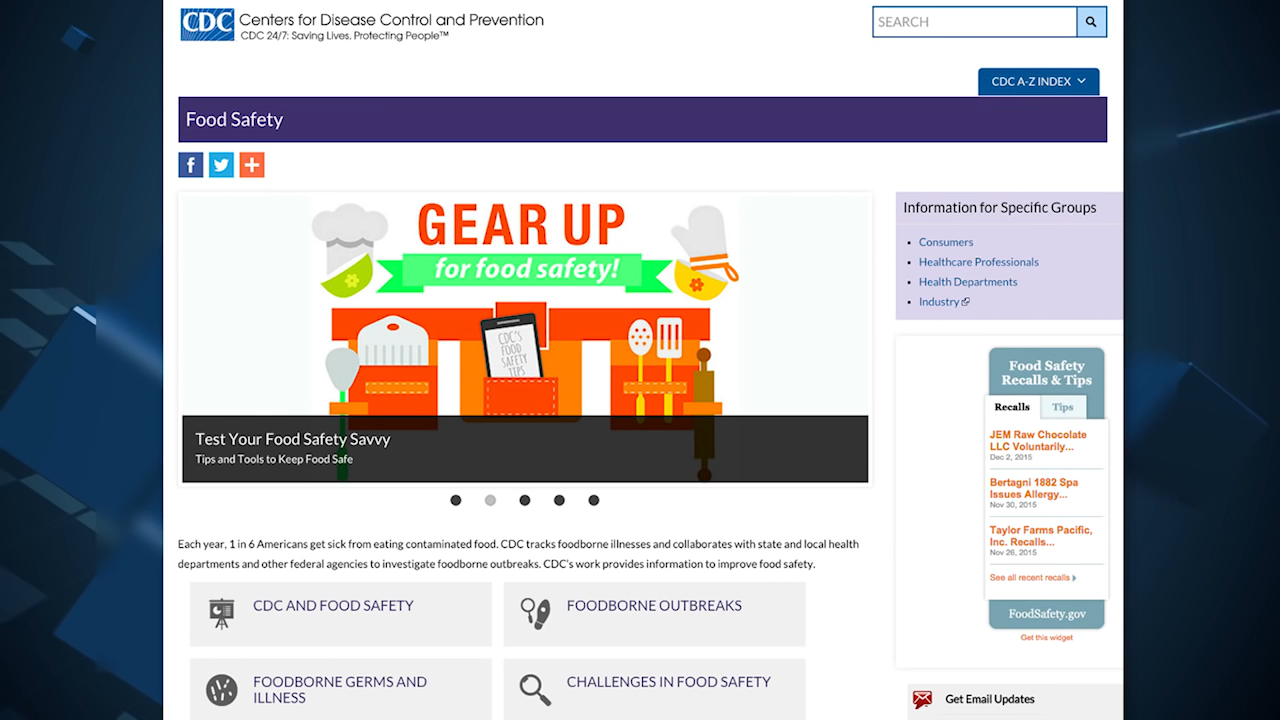 CDC Centers for Disease Control and Prevention
CDC 24/7: Saving Lives, Protecting People™
SEARCH
CDC A-Z INDEX
Food Safety
GEAR UP
for food safety!
CDC'S
FOOD
SAFETY
TIPS
Test Your Food Safety Savvy
Tips and Tools to Keep Food Safe
Information for Specific Groups
Consumers
Healthcare Professionals
Health Departments
Industry
Food Safety
Recalls & Tips
Recalls Tips
JEM Raw Chocolate
LLC Voluntarily...
Dec 2, 2015
Bertagni 1882 Spa
Issues Allergy...
Nov 30, 2015
Taylor Farms Pacific,
Inc. Recalls...
Nov 26, 2015
See all recent recalls
FoodSafety.gov
Get this widget
Each year, 1 in 6 Americans get sick from eating contaminated food. CDC tracks foodborne illnesses and collaborates with state and local health
departments and other federal agencies to investigate foodborne outbreaks. CDC's work provides information to improve food safety.
CDC AND FOOD SAFETY
FOODBORNE OUTBREAKS
FOODBORNE GERMS AND
ILLNESS
CHALLENGES IN FOOD SAFETY
Get Email Updates